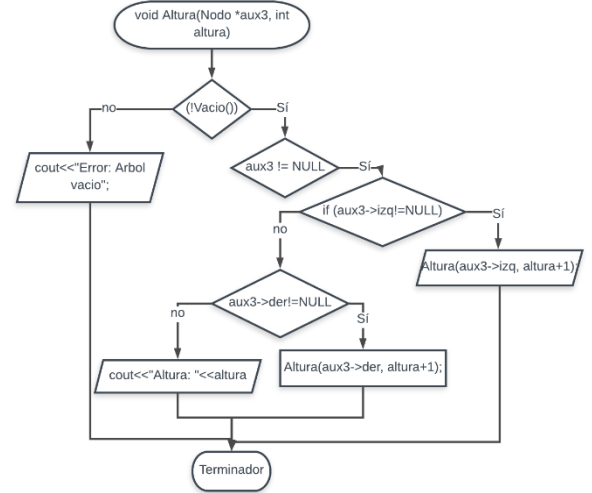 void Altura(Nodo *aux3, int
altura)
(!Vacio())
no
Sí
cout<<"Error: Arbol
vacio";
aux3 != NULL
Sí
if (aux3->izq!=NULL)
no
Sí
Altura(aux3->izq, altura+1);
aux3->der!=NULL
no
Sí
cout<<"Altura: "<<altura
Altura(aux3->der, altura+1);
Terminador